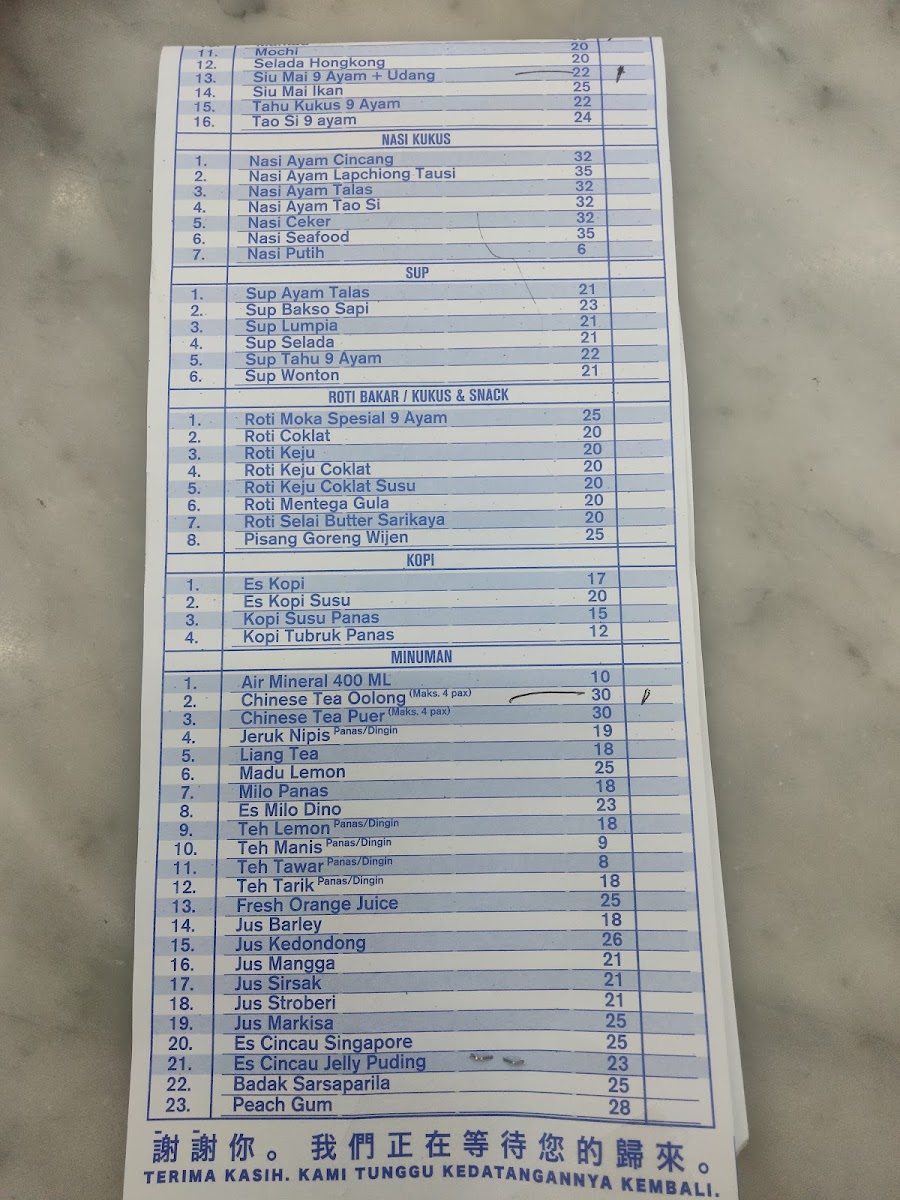 11. Mochi 20
12. Selada Hongkong 20
13. Siu Mai 9 Ayam + Udang 22
14. Siu Mai Ikan 25
15. Tahu Kukus 9 Ayam 22
16. Tao Si 9 ayam 24
NASI KUKUS
1. Nasi Ayam Cincang 32
2. Nasi Ayam Lapchiong Tausi 35
3. Nasi Ayam Talas 32
4. Nasi Ayam Tao Si 32
5. Nasi Ceker 32
6. Nasi Seafood 35
7. Nasi Putih 6
SUP
1. Sup Ayam Talas 21
2. Sup Bakso Sapi 23
3. Sup Lumpia 21
4. Sup Selada 21
5. Sup Tahu 9 Ayam 22
6. Sup Wonton 21
ROTI BAKAR / KUKUS & SNACK
1. Roti Moka Spesial 9 Ayam 25
2. Roti Coklat 20
3. Roti Keju 20
4. Roti Keju Coklat 20
5. Roti Keju Coklat Susu 20
6. Roti Mentega Gula 20
7. Roti Selai Butter Sarikaya 20
8. Pisang Goreng Wijen 25
KOPI
1. Es Kopi 17
2. Es Kopi Susu 20
3. Kopi Susu Panas 15
4. Kopi Tubruk Panas 12
MINUMAN
1. Air Mineral 400 ML 10
2. Chinese Tea Oolong (Maks. 4 pax) 30
3. Chinese Tea Puer (Maks. 4 pax) 30
4. Jeruk Nipis Panas/Dingin 19
5. Liang Tea 18
6. Madu Lemon 25
7. Milo Panas 18
8. Es Milo Dino 23
9. Teh Lemon Panas/Dingin 18
10. Teh Manis Panas/Dingin 9
11. Teh Tawar Panas/Dingin 8
12. Teh Tarik Panas/Dingin 18
13. Fresh Orange Juice 25
14. Jus Barley 18
15. Jus Kedondong 26
16. Jus Mangga 21
17. Jus Sirsak 21
18. Jus Stroberi 21
19. Jus Markisa 25
20. Es Cincau Singapore 25
21. Es Cincau Jelly Puding 23
22. Badak Sarsaparila 25
23. Peach Gum 28
謝謝你。我們正在等待您的歸來。
TERIMA KASIH. KAMI TUNGGU KEDATANGANNYA KEMBALI.